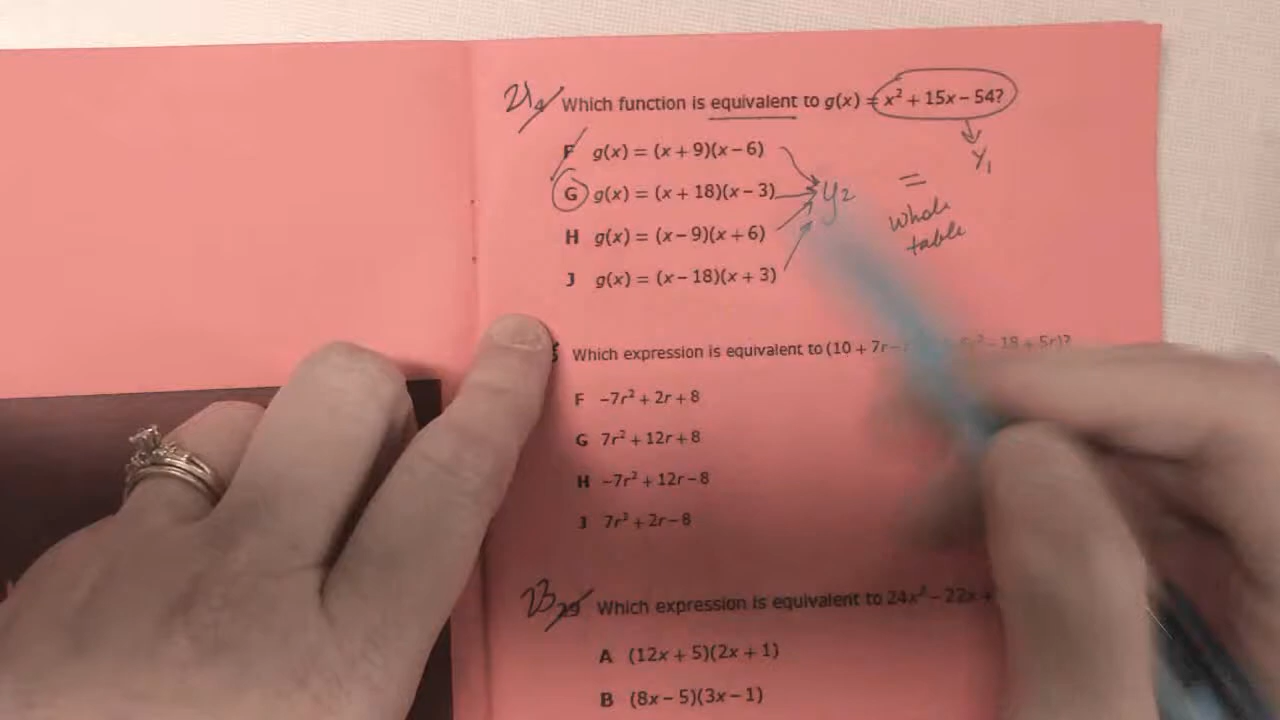 21 Which function is equivalent to g(x) = x² + 15x − 54?
Y₁
F g(x) = (x + 9)(x − 6)
G g(x) = (x + 18)(x − 3)
y₂ =
whole
table
H g(x) = (x − 9)(x + 6)
J g(x) = (x − 18)(x + 3)
Which expression is equivalent to (10 + 7r − 18 + 5r)?
F −7r² + 2r + 8
G 7r² + 12r + 8
H −7r² + 12r − 8
J 7r² + 2r − 8
23 Which expression is equivalent to 24x² − 22x +
A (12x + 5)(2x + 1)
B (8x − 5)(3x − 1)